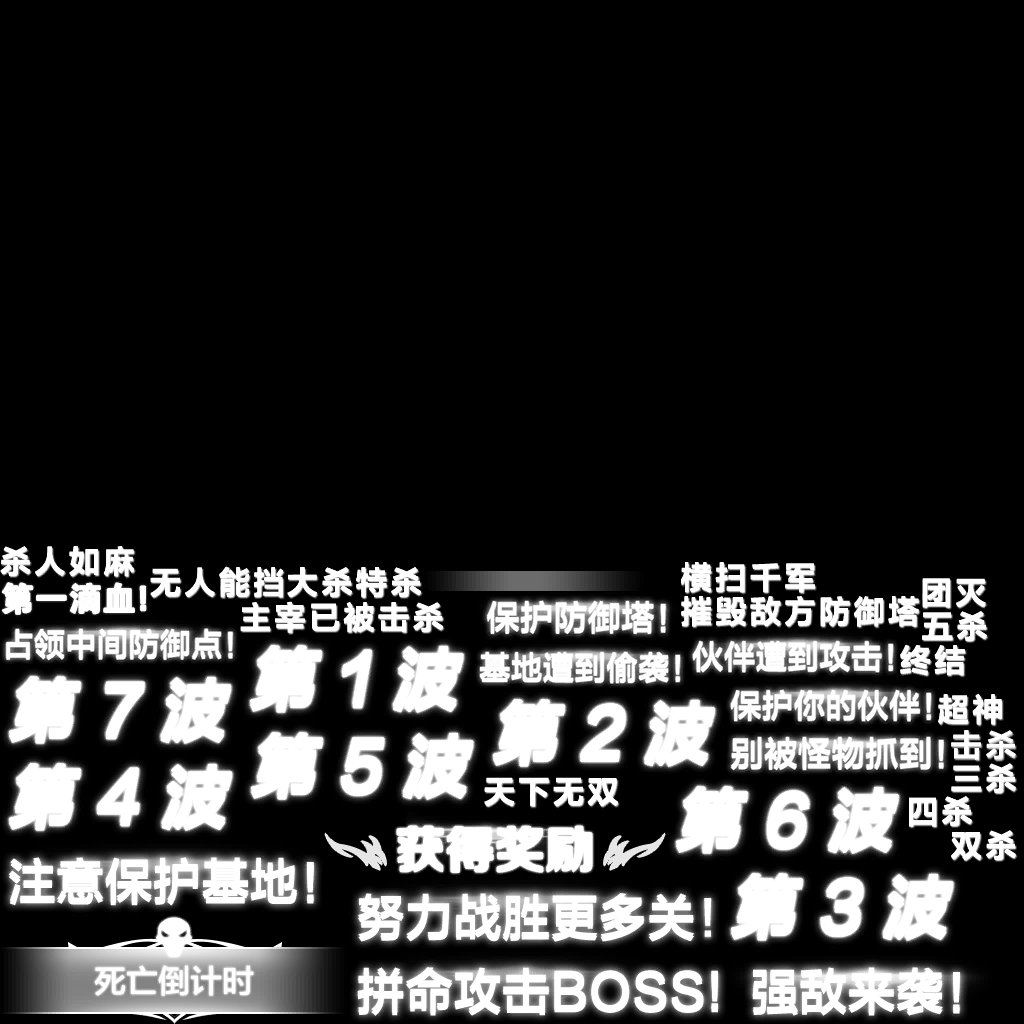 杀人如麻
第一滴血!
无人能挡大杀特杀
主宰已被击杀
保护防御塔!
横扫千军
摧毁敌方防御塔
团灭
五杀
占领中间防御点!
第1波
基地遭到偷袭!
伙伴遭到攻击!
终结
第7波
第2波
保护你的伙伴!
超神
第5波
别被怪物抓到!
击杀
三杀
第4波
天下无双
第6波
四杀
双杀
获得奖励
注意保护基地!
努力战胜更多关!
第3波
死亡倒计时
拼命攻击BOSS!
强敌来袭!